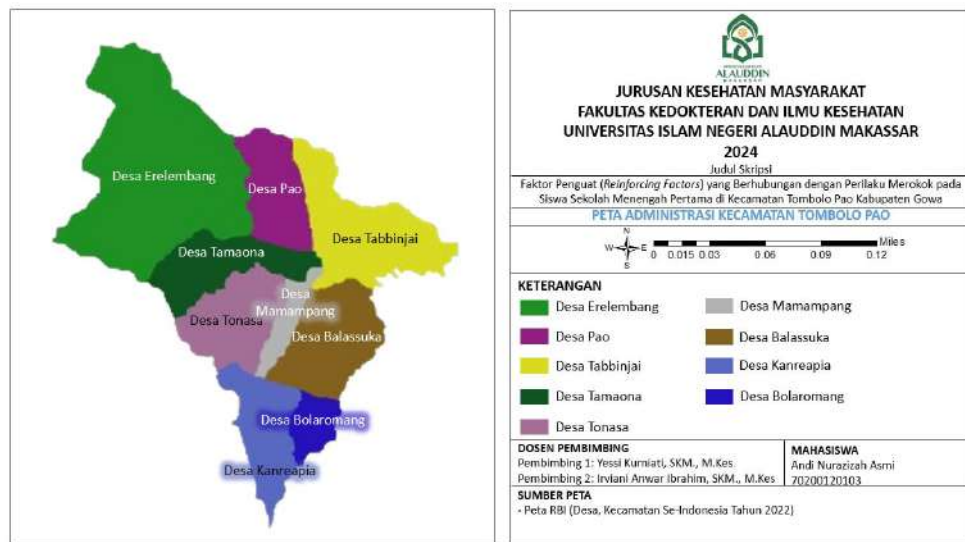 Desa Erelembang
Desa Pao
Desa Tabbinjai
Desa Tamaona
Desa
Mamampang
Desa Tonasa
Desa Balassuka
Desa Bolaromang
Desa Kanreapia
ALAUDDIN
JURUSAN KESEHATAN MASYARAKAT
FAKULTAS KEDOKTERAN DAN ILMU KESEHATAN
UNIVERSITAS ISLAM NEGERI ALAUDDIN MAKASSAR
2024
Judul Skripsi
Faktor Penguat (Reinforcing Factors) yang Berhubungan dengan Perilaku Merokok pada
Siswa Sekolah Menengah Pertama di Kecamatan Tombolo Pao Kabupaten Gowa
PETA ADMINISTRASI KECAMATAN TOMBOLO PAO
N
W E
S
Miles
0 0.015 0.03 0.06 0.09 0.12
KETERANGAN
Desa Erelembang
Desa Pao
Desa Tabbinjai
Desa Tamaona
Desa Tonasa
Desa Mamampang
Desa Balassuka
Desa Kanreapia
Desa Bolaromang
DOSEN PEMBIMBING
Pembimbing 1: Yessi Kurniati, SKM., M.Kes
Pembimbing 2: Irviani Anwar Ibrahim, SKM., M.Kes
MAHASISWA
Andi Nurazizah Asmi
70200120103
SUMBER PETA
- Peta RBI (Desa, Kecamatan Se-Indonesia Tahun 2022)